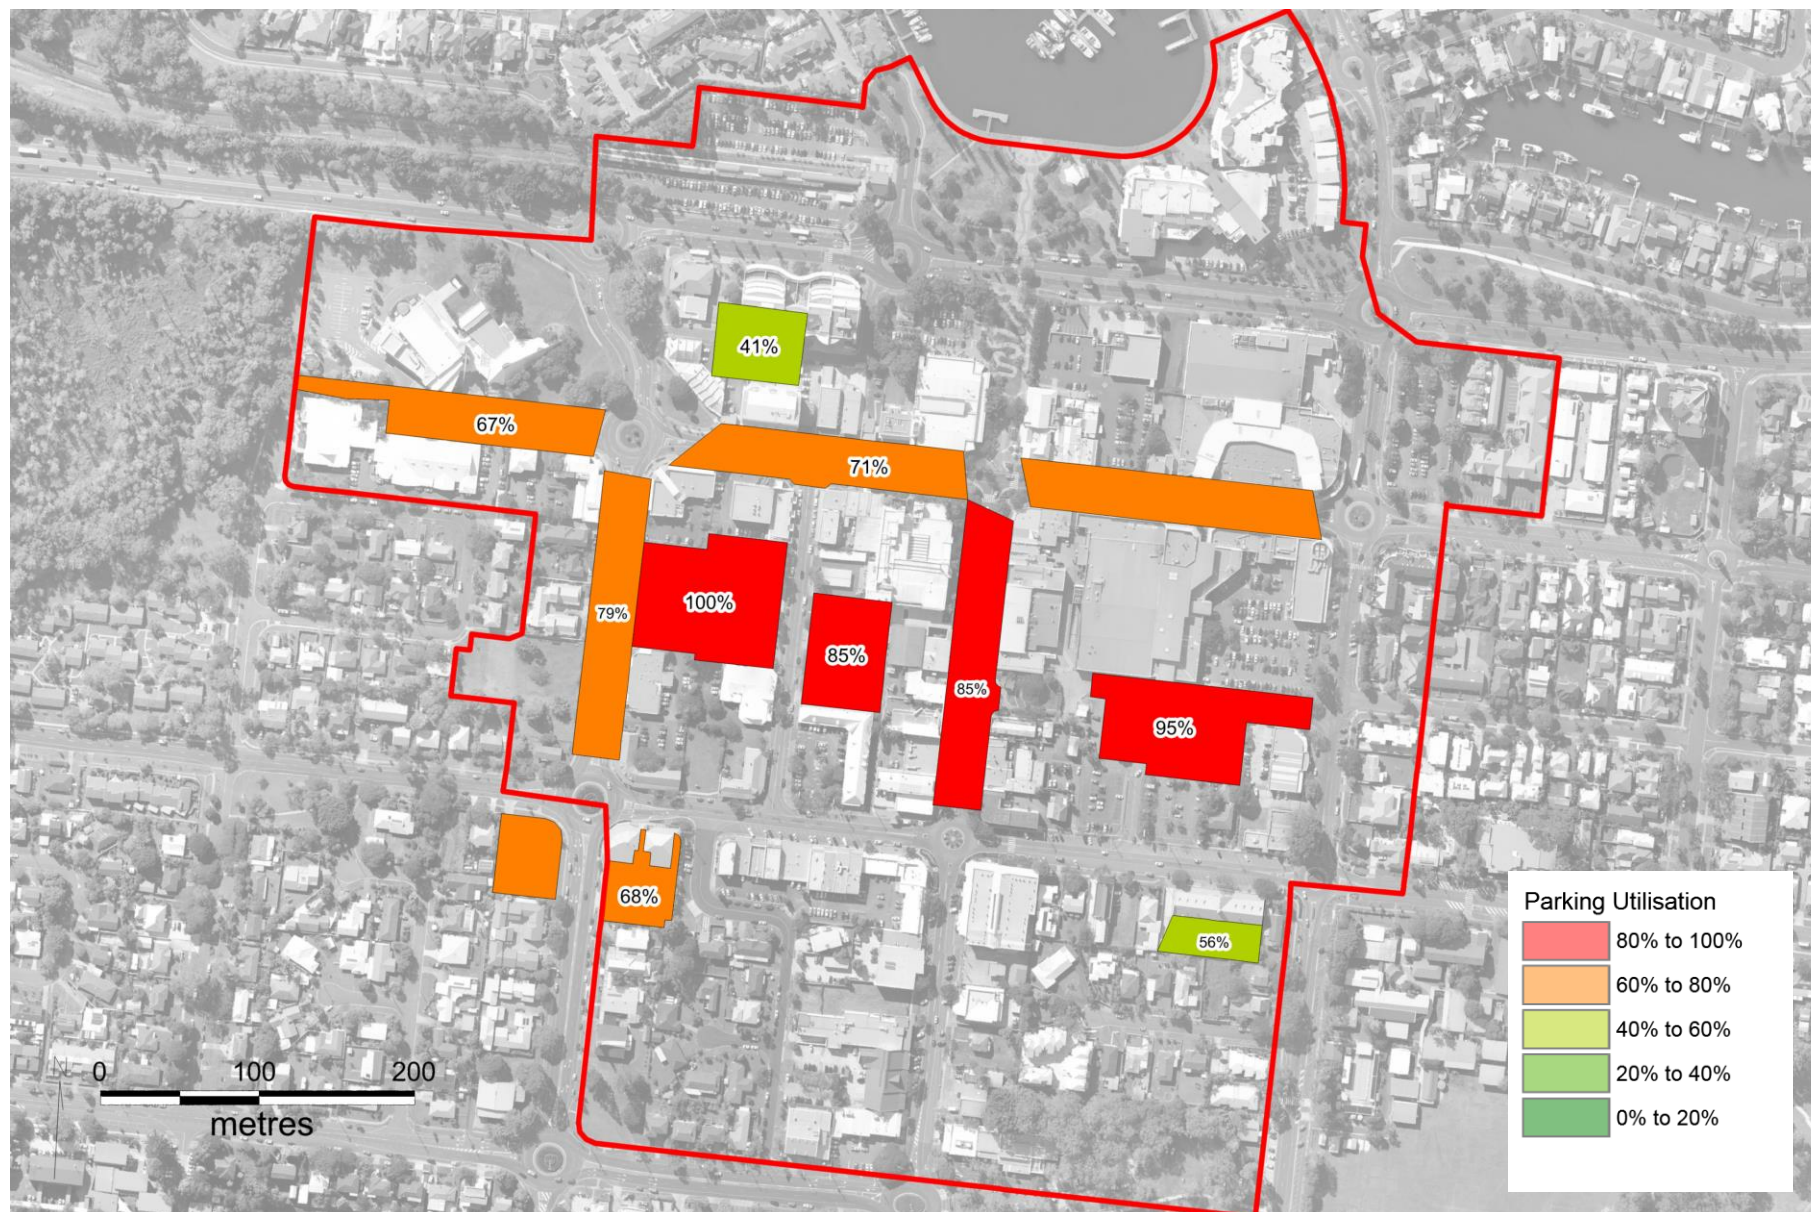 41%
67%
71%
79%
100%
85%
85%
95%
68%
56%
Parking Utilisation
80% to 100%
60% to 80%
40% to 60%
20% to 40%
0% to 20%
N
0 100 200
metres